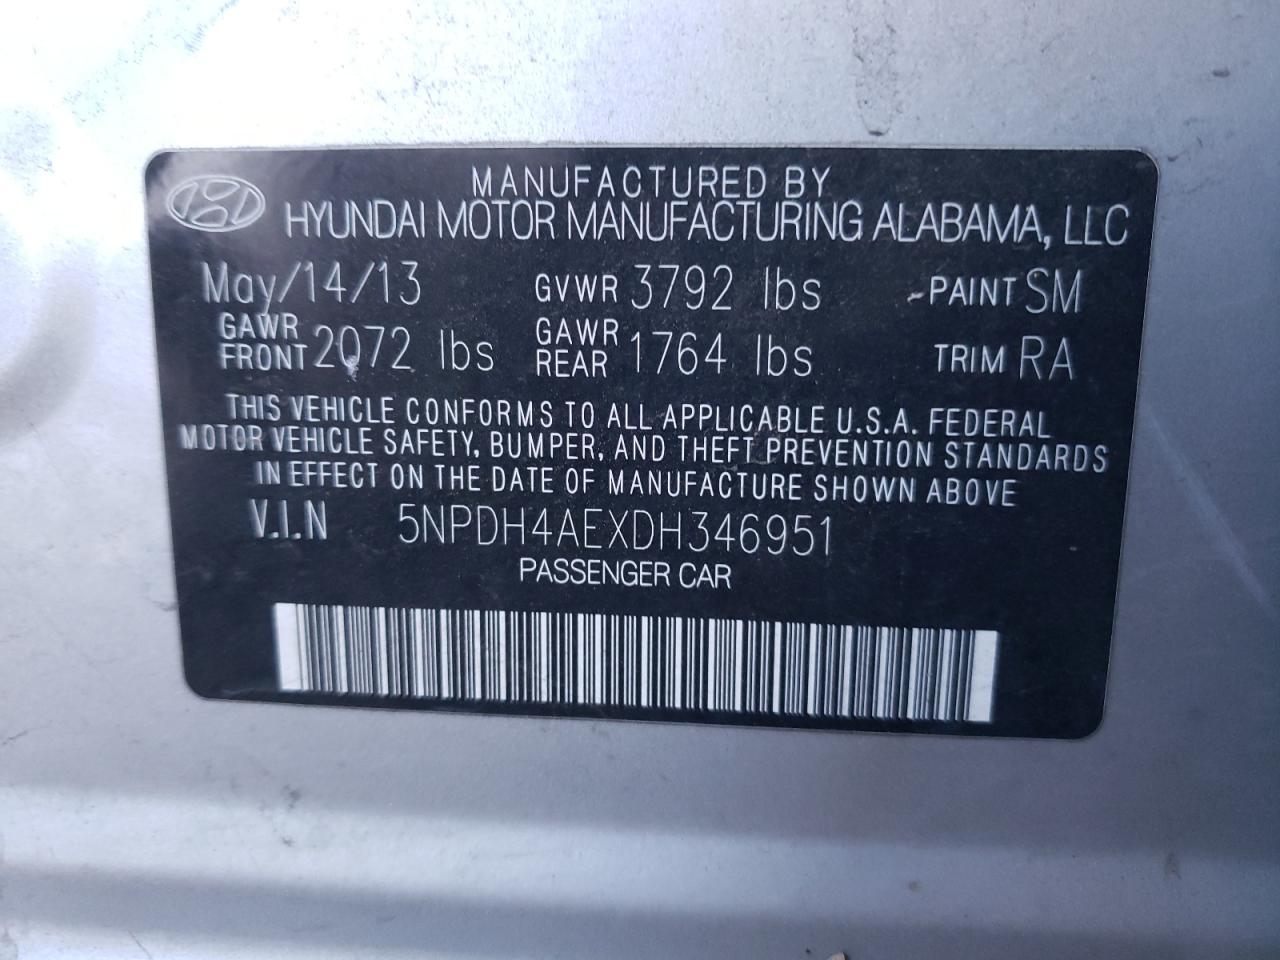 MANUFACTURED BY
HYUNDAI MOTOR MANUFACTURING ALABAMA, LLC
May/14/13 GVWR 3792 lbs PAINT SM
GAWR FRONT 2072 lbs GAWR REAR 1764 lbs TRIM RA
THIS VEHICLE CONFORMS TO ALL APPLICABLE U.S.A. FEDERAL
MOTOR VEHICLE SAFETY, BUMPER, AND THEFT PREVENTION STANDARDS
IN EFFECT ON THE DATE OF MANUFACTURE SHOWN ABOVE
V.I.N 5NPDH4AEXDH346951
PASSENGER CAR